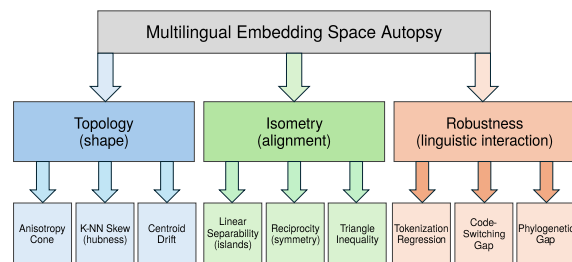 Multilingual Embedding Space Autopsy
Topology
(shape)
Isometry
(alignment)
Robustness
(linguistic interaction)
Anisotropy
Cone
K-NN Skew
(hubness)
Centroid
Drift
Linear
Separability
(islands)
Reciprocity
(symmetry)
Triangle
Inequality
Tokenization
Regression
Code-
Switching
Gap
Phylogenetic
Gap